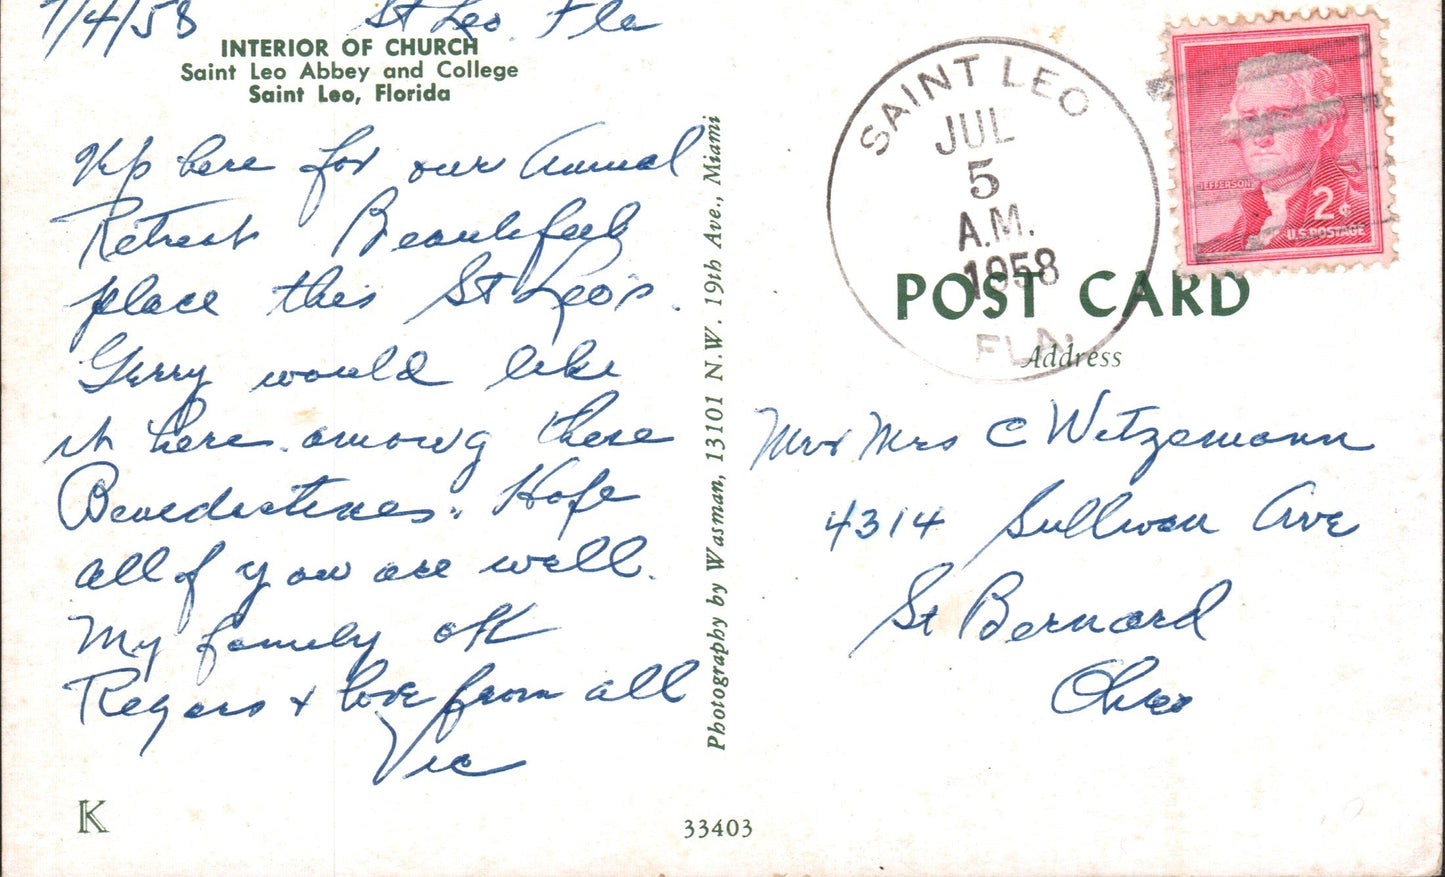 7/4/58 St Leo. Fla
INTERIOR OF CHURCH
Saint Leo Abbey and College
Saint Leo, Florida
Up here for our Annual
Retreat Beautiful
place this St Leo's.
Gerry would like
it here among these
Benedictines. Hope
all of you are well.
My family OK
Regars + love from all
Vic
K
Photography by Wasman, 13101 N.W. 19th Ave., Miami
33403
SAINT LEO
JUL
5
A.M.
1958
FLA.
JEFFERSON
2¢
U.S. POSTAGE
POST CARD
Address
Mr & Mrs C Witzemann
4314 Sullivan Ave
St Bernard
Ohio